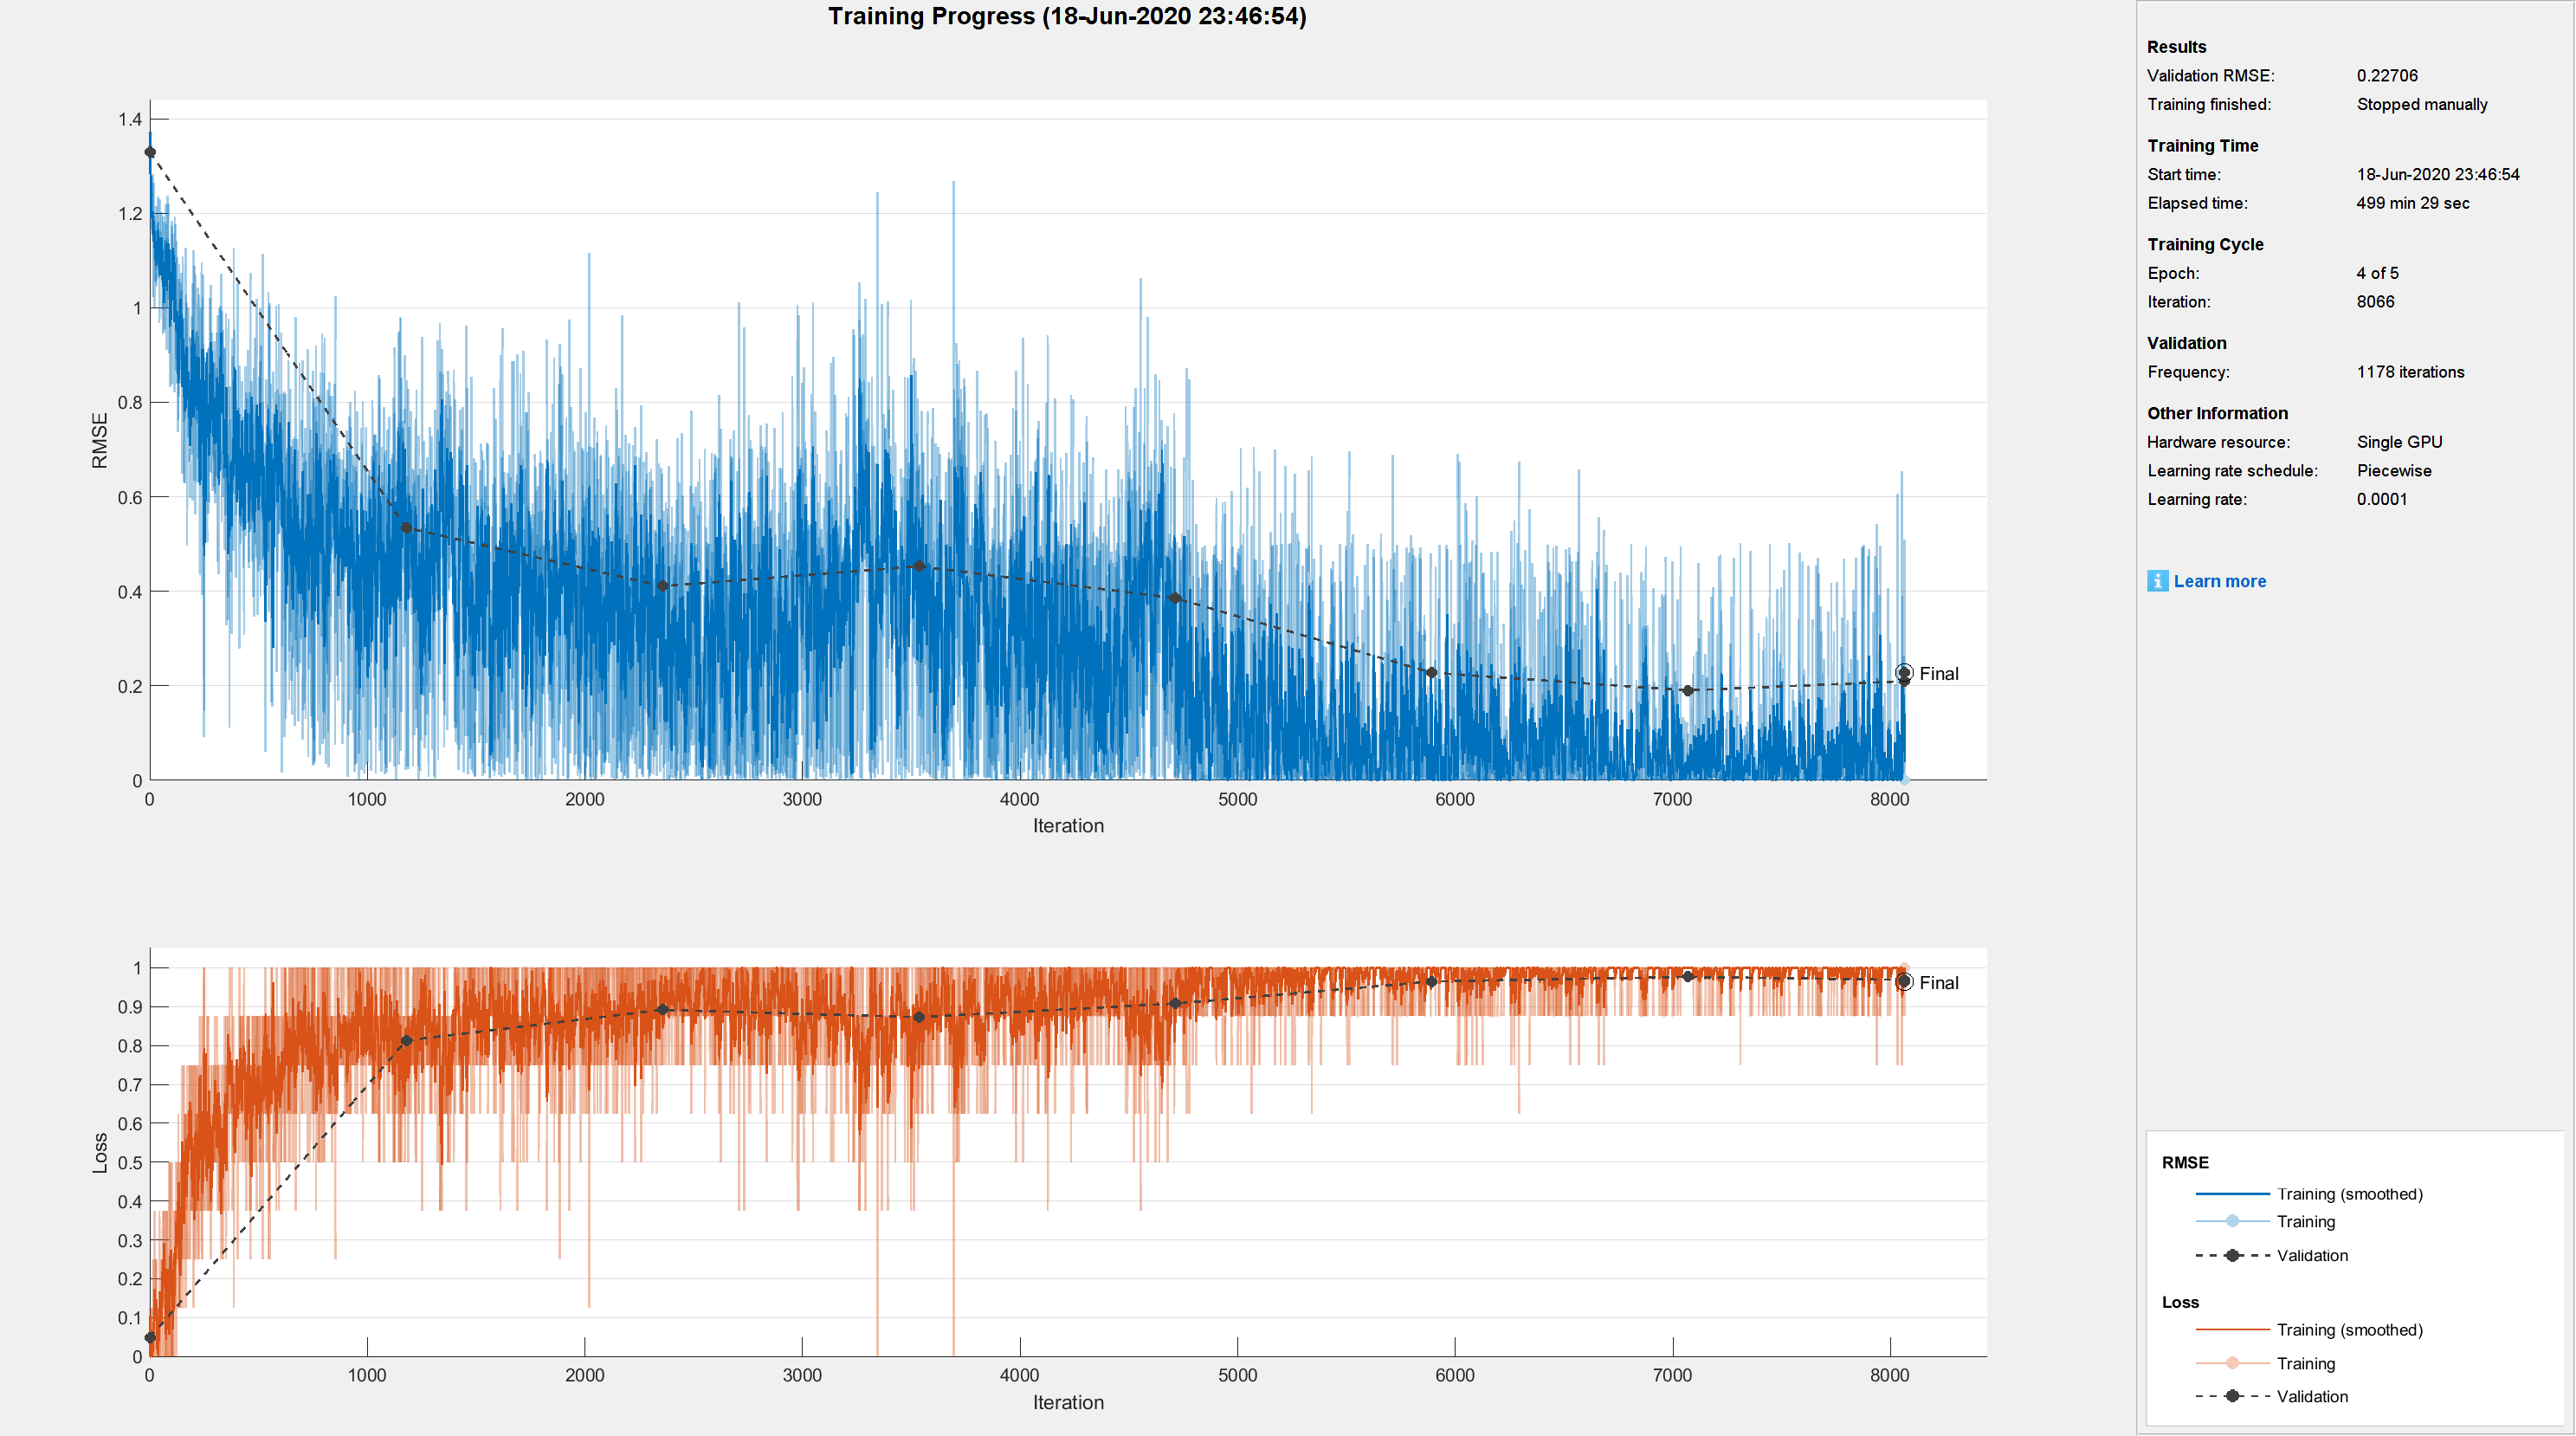 Training Progress (18-Jun-2020 23:46:54)
1.4
1.2
1
0.8
0.6
0.4
0.2
0
RMSE
Final
0 1000 2000 3000 4000 5000 6000 7000 8000
Iteration
1
0.9
0.8
0.7
0.6
0.5
0.4
0.3
0.2
0.1
0
Loss
Final
0 1000 2000 3000 4000 5000 6000 7000 8000
Iteration
Results
Validation RMSE: 0.22706
Training finished: Stopped manually
Training Time
Start time: 18-Jun-2020 23:46:54
Elapsed time: 499 min 29 sec
Training Cycle
Epoch: 4 of 5
Iteration: 8066
Validation
Frequency: 1178 iterations
Other Information
Hardware resource: Single GPU
Learning rate schedule: Piecewise
Learning rate: 0.0001
i Learn more
RMSE
Training (smoothed)
Training
Validation
Loss
Training (smoothed)
Training
Validation